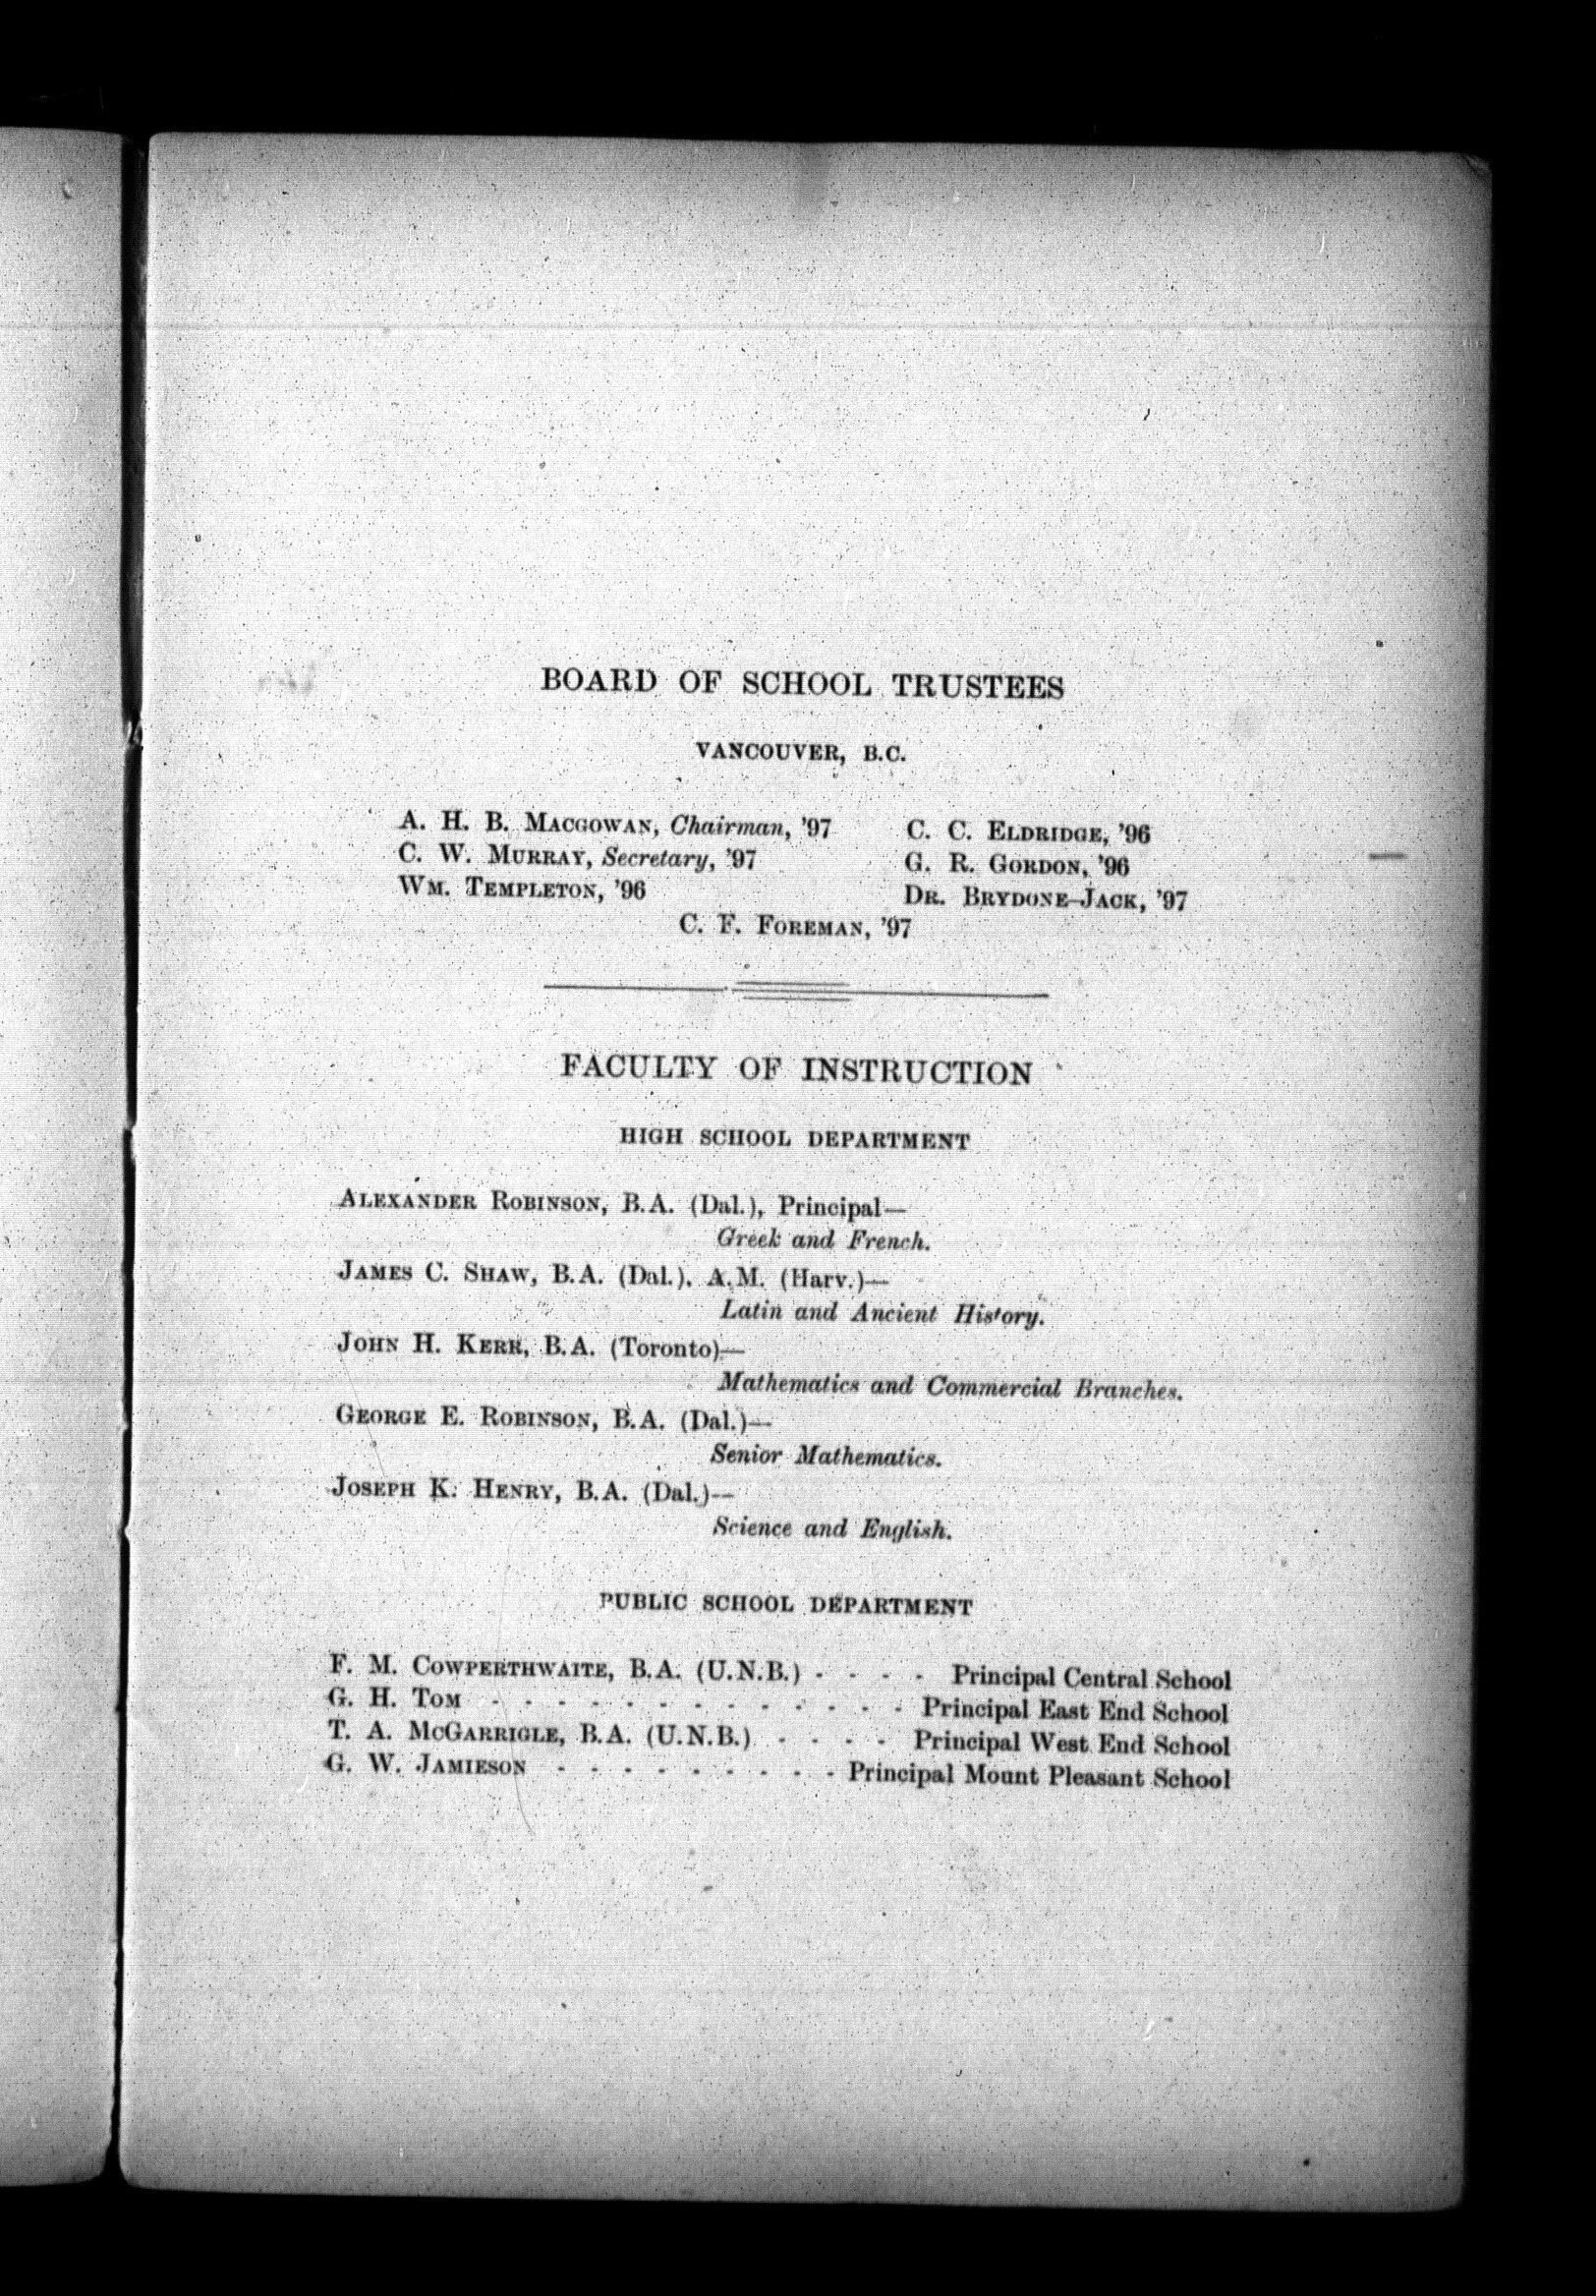 BOARD OF SCHOOL TRUSTEES
VANCOUVER, B.C.
A. H. B. MACGOWAN, Chairman, '97
C. W. MURRAY, Secretary, '97
WM. TEMPLETON, '96
C. C. ELDRIDGE, '96
G. R. GORDON, '96
DR. BRYDONE-JACK, '97
C. F. FOREMAN, '97
FACULTY OF INSTRUCTION
HIGH SCHOOL DEPARTMENT
ALEXANDER ROBINSON, B.A. (Dal.), Principal—
Greek and French.
JAMES C. SHAW, B.A. (Dal.), A.M. (Harv.)—
Latin and Ancient History.
JOHN H. KERR, B.A. (Toronto)—
Mathematics and Commercial Branches.
GEORGE E. ROBINSON, B.A. (Dal.)—
Senior Mathematics.
JOSEPH K. HENRY, B.A. (Dal.)—
Science and English.
PUBLIC SCHOOL DEPARTMENT
F. M. COWPERTHWAITE, B.A. (U.N.B.) - - - - Principal Central School
G. H. TOM - - - - - - - - - - - - - Principal East End School
T. A. MCGARRIGLE, B.A. (U.N.B.) - - - - Principal West End School
G. W. JAMIESON - - - - - - - - - Principal Mount Pleasant School